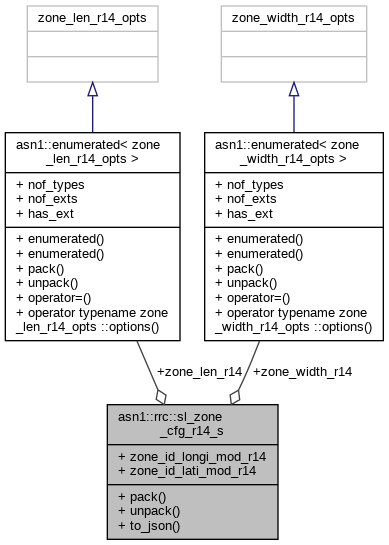 zone_len_r14_opts
zone_width_r14_opts
asn1::enumerated< zone
_len_r14_opts >
+ nof_types
+ nof_exts
+ has_ext
+ enumerated()
+ enumerated()
+ pack()
+ unpack()
+ operator=()
+ operator typename zone
_len_r14_opts ::options()
asn1::enumerated< zone
_width_r14_opts >
+ nof_types
+ nof_exts
+ has_ext
+ enumerated()
+ enumerated()
+ pack()
+ unpack()
+ operator=()
+ operator typename zone
_width_r14_opts ::options()
+zone_len_r14
+zone_width_r14
asn1::rrc::sl_zone
_cfg_r14_s
+ zone_id_longi_mod_r14
+ zone_id_lati_mod_r14
+ pack()
+ unpack()
+ to_json()